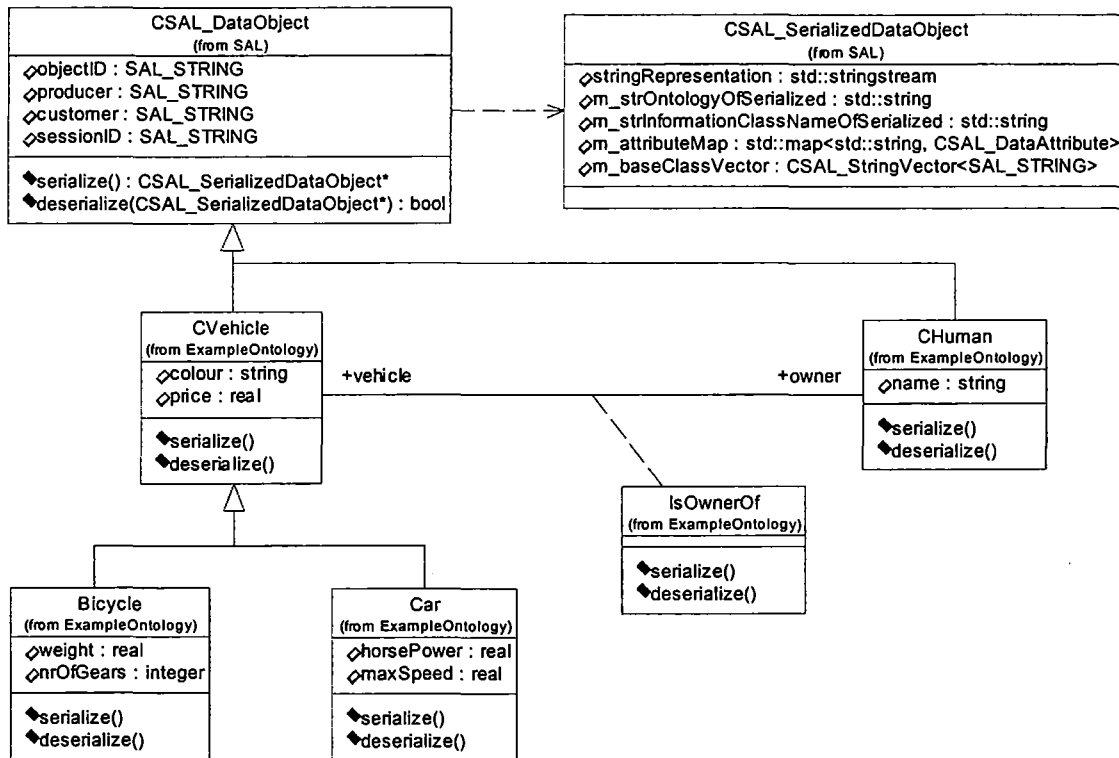 CSAL_DataObject
(from SAL)
objectID : SAL_STRING
producer : SAL_STRING
customer : SAL_STRING
sessionID : SAL_STRING
serialize() : CSAL_SerializedDataObject*
deserialize(CSAL_SerializedDataObject*) : bool
CSAL_SerializedDataObject
(from SAL)
stringRepresentation : std::stringstream
m_strOntologyOfSerialized : std::string
m_strInformationClassNameOfSerialized : std::string
m_attributeMap : std::map<std::string, CSAL_DataAttribute>
m_baseClassVector : CSAL_StringVector<SAL_STRING>
CVehicle
(from ExampleOntology)
colour : string
price : real
serialize()
deserialize()
+vehicle
+owner
CHuman
(from ExampleOntology)
name : string
serialize()
deserialize()
IsOwnerOf
(from ExampleOntology)
serialize()
deserialize()
Bicycle
(from ExampleOntology)
weight : real
nrOfGears : integer
serialize()
deserialize()
Car
(from ExampleOntology)
horsePower : real
maxSpeed : real
serialize()
deserialize()